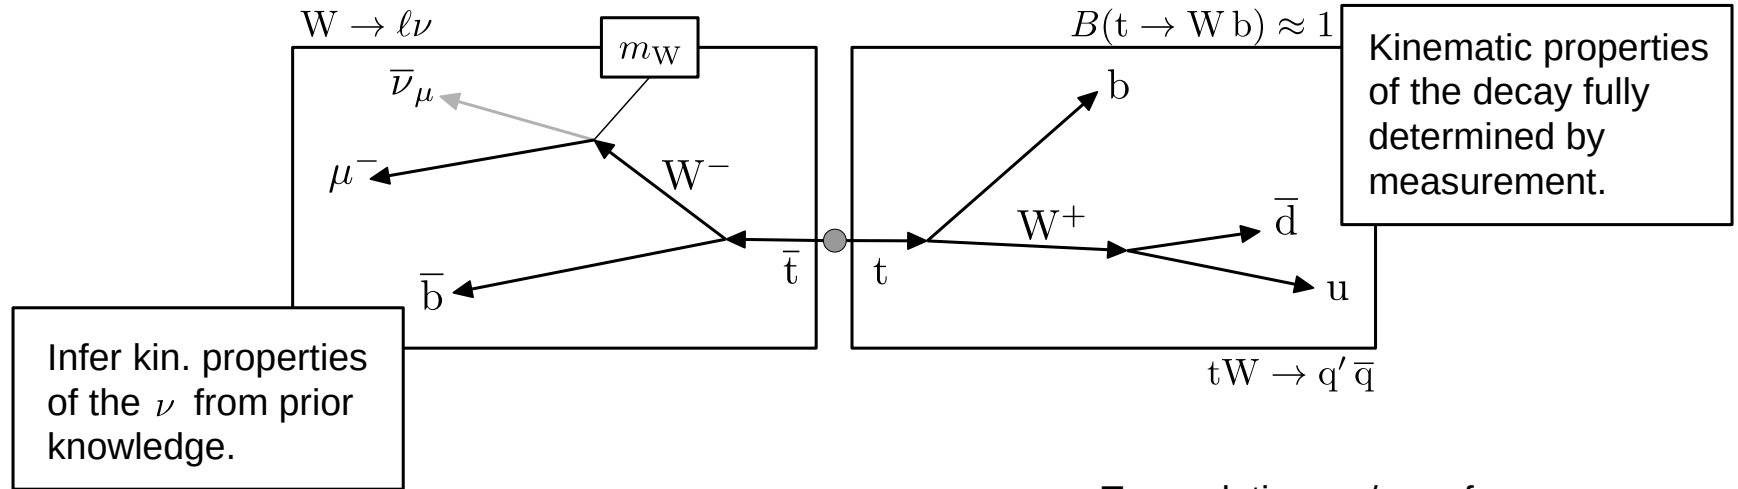 W → ℓν
B(t → W b) ≈ 1
m_W
Kinematic properties
of the decay fully
determined by
measurement.
ν̅_μ
b
μ⁻
W⁻
W⁺
d̅
t̅
t
b̅
u
Infer kin. properties
of the ν from prior
knowledge.
tW → q′ q̅